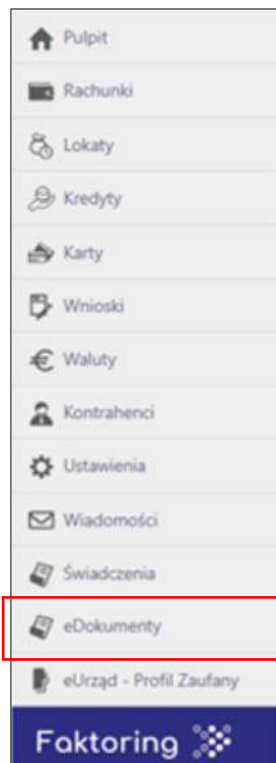 Pulpit
Rachunki
Lokaty
Kredyty
Karty
Wnioski
Waluty
Kontrahenci
Ustawienia
Wiadomości
Świadczenia
eDokumenty
eUrząd - Profil Zaufany
Faktoring